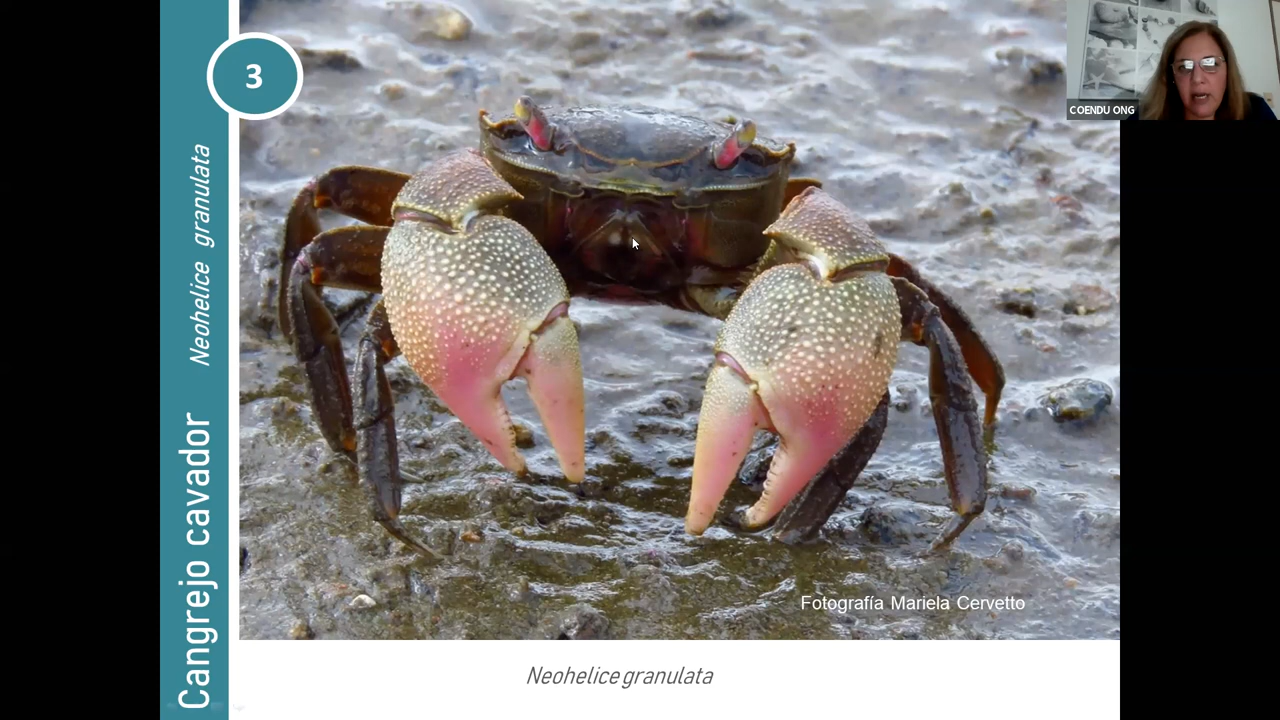 3
Cangrejo cavador Neohelice granulata
COENDU ONG
Fotografía Mariela Cervetto
Neohelice granulata